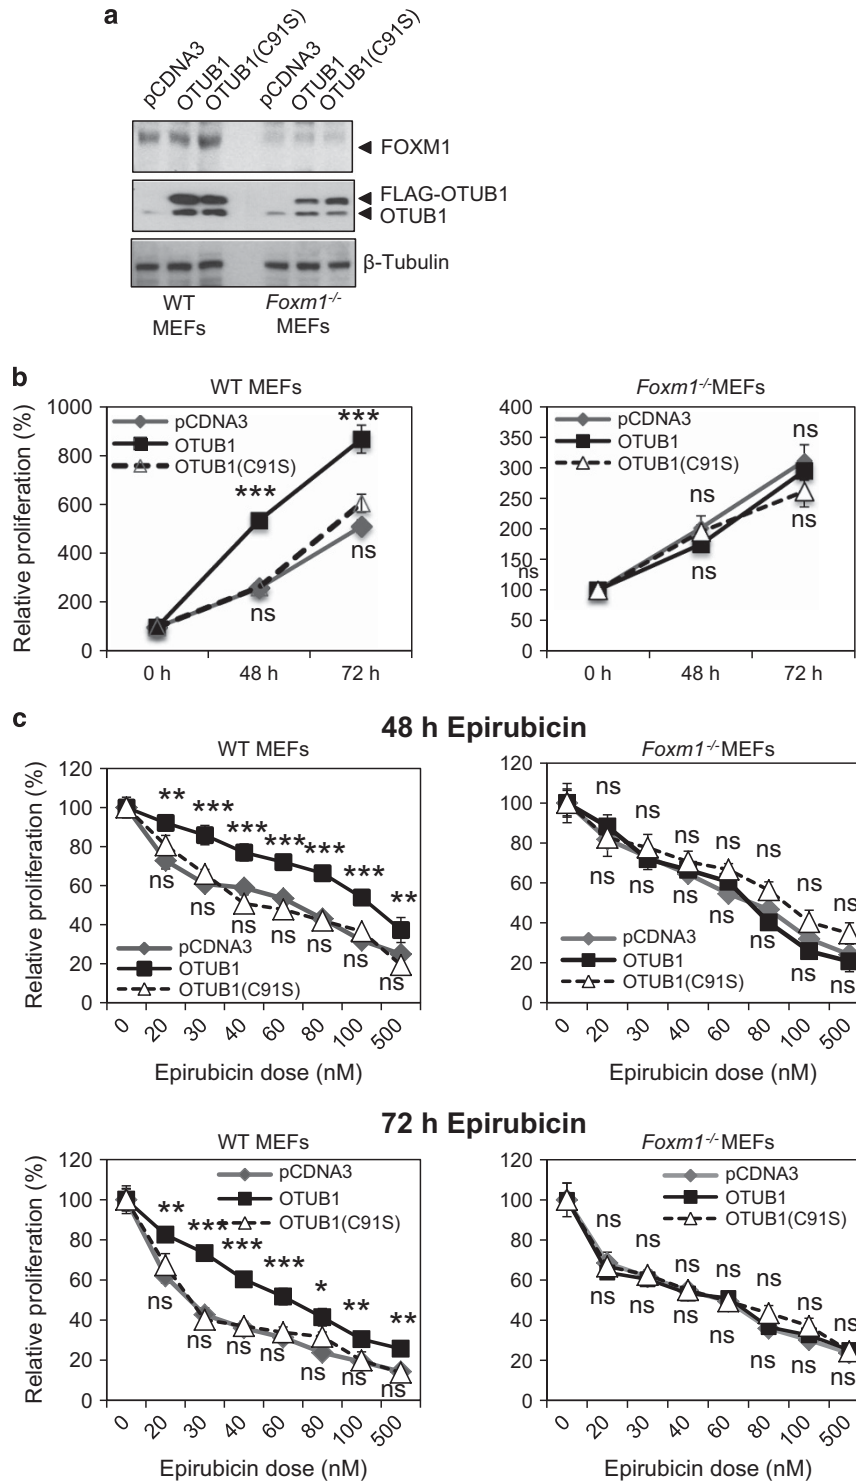 a
pCDNA3 OTUB1 OTUB1(C91S) pCDNA3 OTUB1 OTUB1(C91S)
FOXM1
FLAG-OTUB1
OTUB1
β-Tubulin
WT MEFs
Foxm1-/- MEFs
b
WT MEFs
Relative proliferation (%)
1000
800
600
400
200
0
pCDNA3
OTUB1
OTUB1(C91S)
***
***
ns
ns
0 h 48 h 72 h
Foxm1-/-MEFs
400
350
300
250
200
150
100
50
0
pCDNA3
OTUB1
OTUB1(C91S)
ns
ns
ns
ns
ns
0 h 48 h 72 h
c
48 h Epirubicin
WT MEFs
Relative proliferation (%)
120
100
80
60
40
20
0
** *** *** *** *** *** **
ns ns ns ns ns ns ns
pCDNA3
OTUB1
OTUB1(C91S)
0 20 30 40 60 80 100 500
Epirubicin dose (nM)
Foxm1-/-MEFs
120
100
80
60
40
20
0
ns ns ns ns ns ns ns
ns ns ns ns ns ns ns
pCDNA3
OTUB1
OTUB1(C91S)
0 20 30 40 60 80 100 500
Epirubicin dose (nM)
72 h Epirubicin
WT MEFs
Relative proliferation (%)
120
100
80
60
40
20
0
pCDNA3
OTUB1
OTUB1(C91S)
** *** *** *** * ** **
ns ns ns ns ns ns ns
0 20 30 40 60 80 100 500
Epirubicin dose (nM)
Foxm1-/-MEFs
120
100
80
60
40
20
0
pCDNA3
OTUB1
OTUB1(C91S)
ns ns ns ns ns ns ns
ns ns ns ns ns ns ns
0 20 30 40 60 80 100 500
Epirubicin dose (nM)